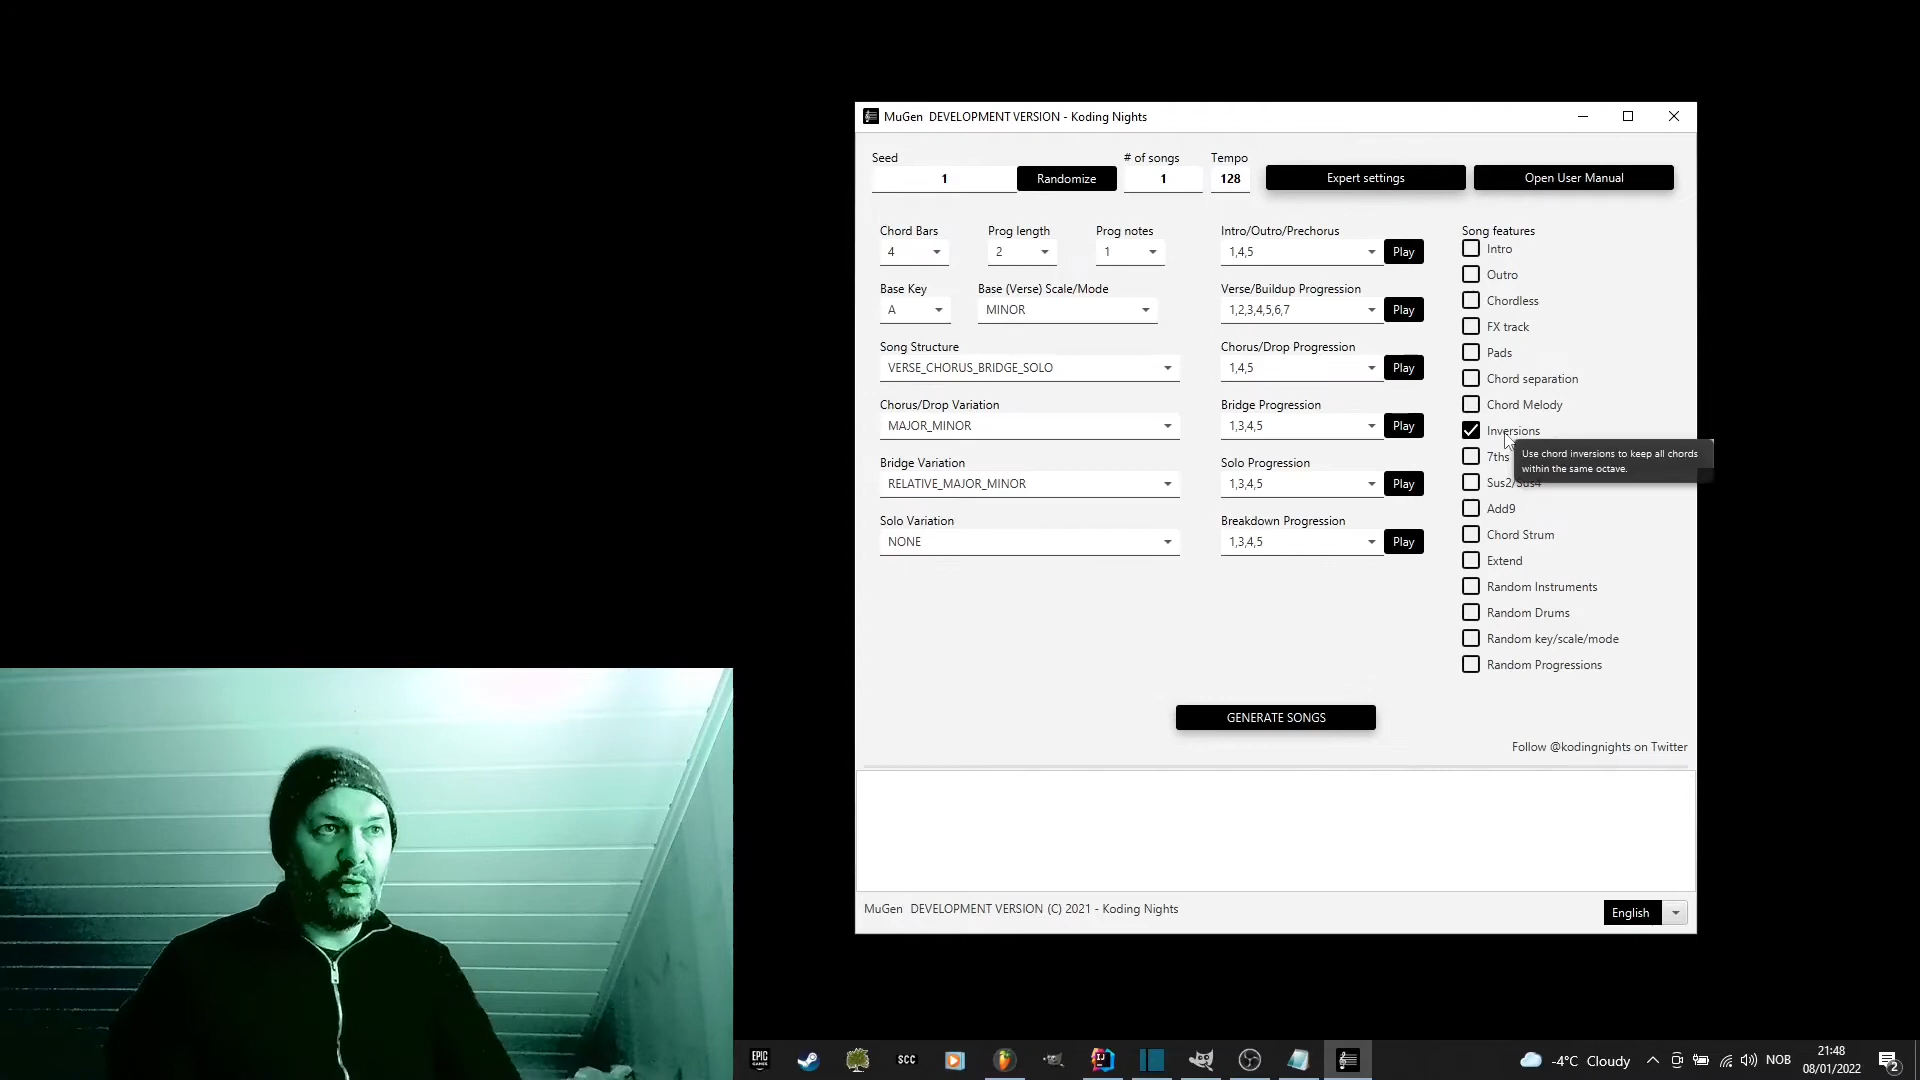 MuGen DEVELOPMENT VERSION - Koding Nights
Seed
# of songs
Tempo
1
Randomize
1
128
Expert settings
Open User Manual
Chord Bars
Prog length
Prog notes
Intro/Outro/Prechorus
Song features
4
2
1
1,4,5
Play
Intro
Outro
Base Key
Base (Verse) Scale/Mode
Verse/Buildup Progression
Chordless
A
MINOR
1,2,3,4,5,6,7
Play
FX track
Song Structure
Chorus/Drop Progression
Pads
VERSE_CHORUS_BRIDGE_SOLO
1,4,5
Play
Chord separation
Chorus/Drop Variation
Bridge Progression
Chord Melody
MAJOR_MINOR
1,3,4,5
Play
Inversions
Use chord inversions to keep all chords
within the same octave.
Bridge Variation
Solo Progression
7ths
RELATIVE_MAJOR_MINOR
1,3,4,5
Play
Sus2/Sus4
Add9
Solo Variation
Breakdown Progression
NONE
1,3,4,5
Play
Chord Strum
Extend
Random Instruments
Random Drums
Random key/scale/mode
Random Progressions
GENERATE SONGS
Follow @kodingnights on Twitter
MuGen DEVELOPMENT VERSION (C) 2021 - Koding Nights
English
EPIC
GAMES
SCC
IJ
-4°C Cloudy
NOB
21:48
08/01/2022
2